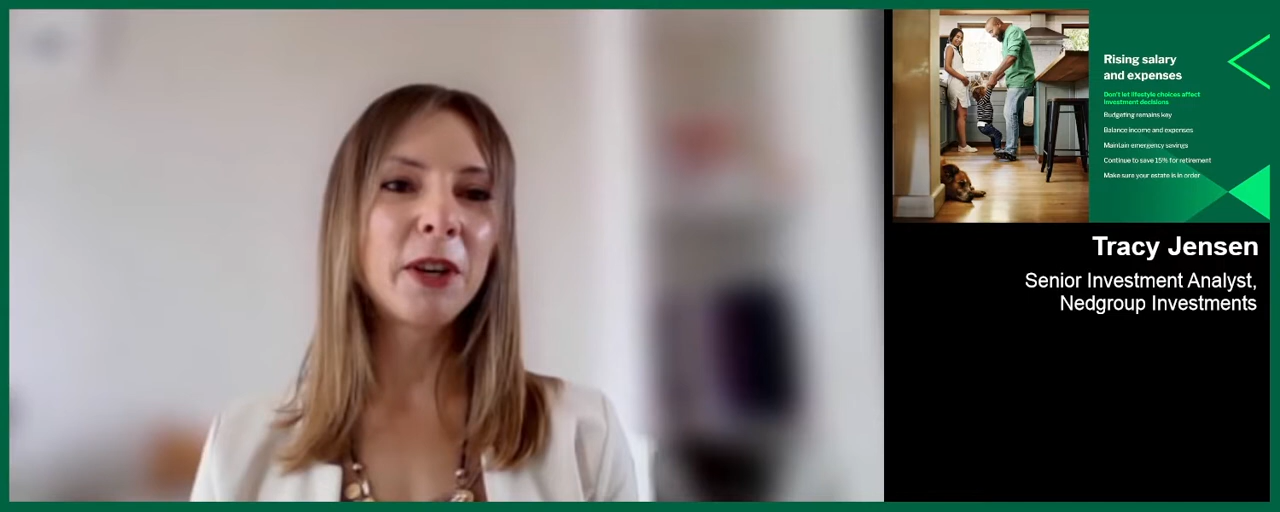 Rising salary
and expenses
Don't let lifestyle choices affect
investment decisions
Budgeting remains key
Balance income and expenses
Maintain emergency savings
Continue to save 15% for retirement
Make sure your estate is in order
Tracy Jensen
Senior Investment Analyst,
Nedgroup Investments